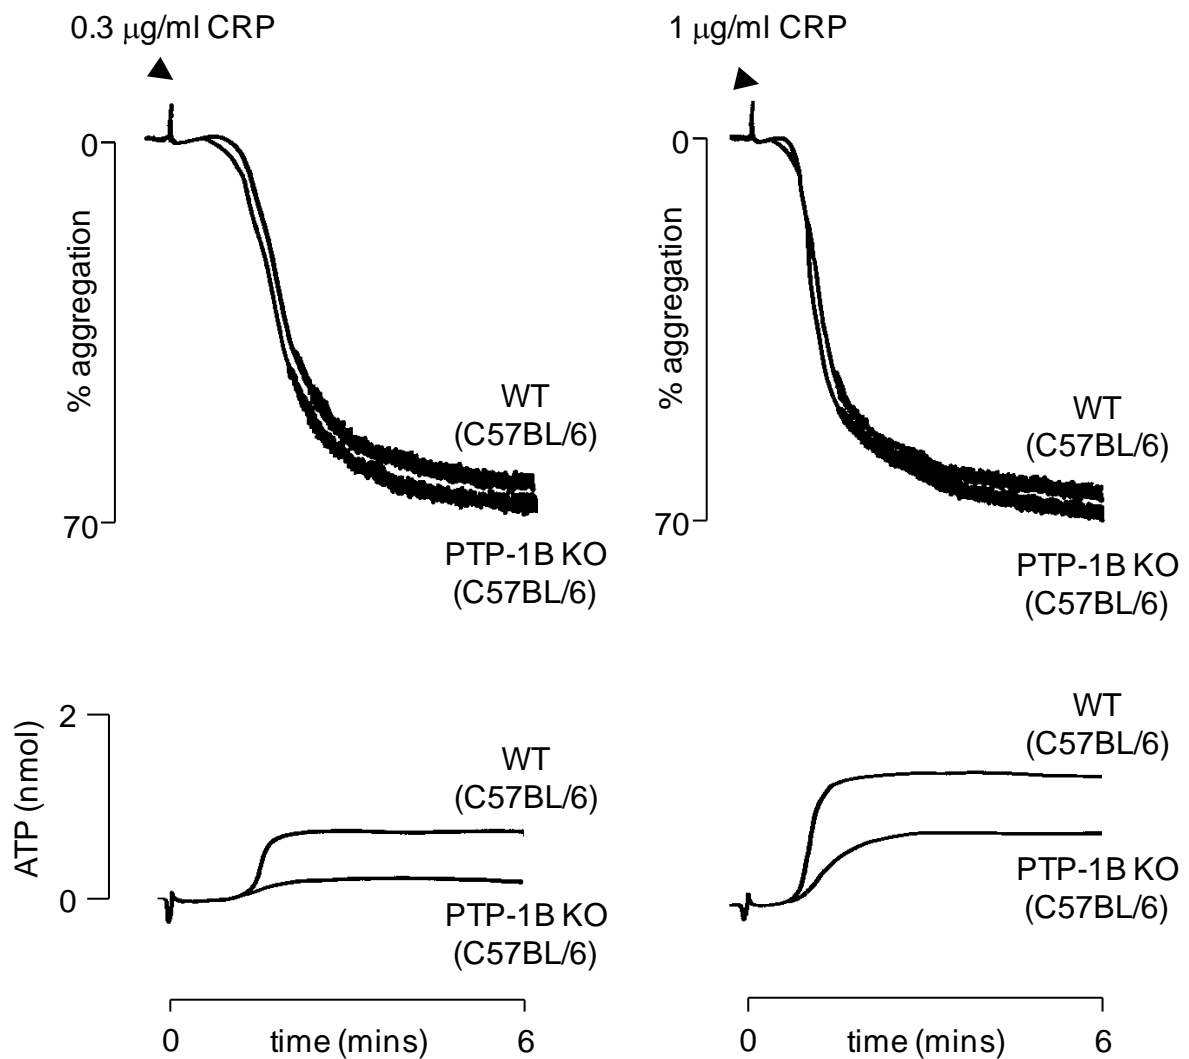 0.3 μg/ml CRP
0
% aggregation
70
WT
(C57BL/6)
PTP-1B KO
(C57BL/6)
1 μg/ml CRP
0
% aggregation
70
WT
(C57BL/6)
PTP-1B KO
(C57BL/6)
2
ATP (nmol)
0
WT
(C57BL/6)
PTP-1B KO
(C57BL/6)
0
time (mins)
6
WT
(C57BL/6)
PTP-1B KO
(C57BL/6)
0
time (mins)
6